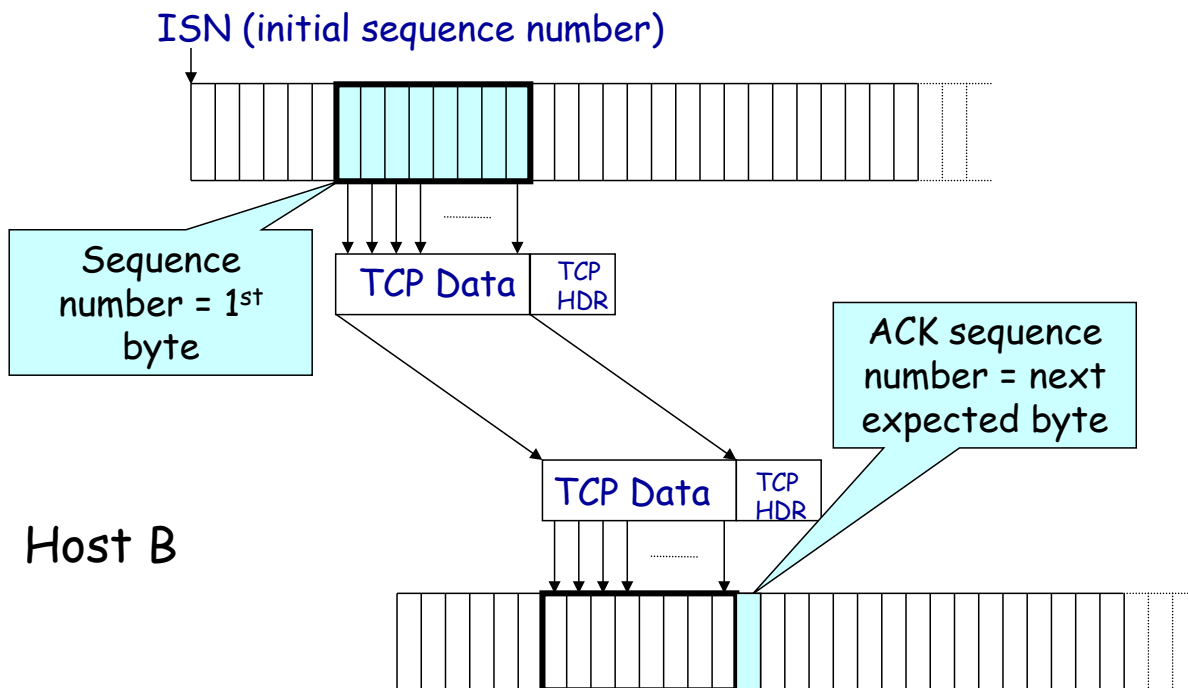 ISN (initial sequence number)
Sequence
number = 1st
byte
TCP Data
TCP
HDR
ACK sequence
number = next
expected byte
TCP Data
TCP
HDR
Host B